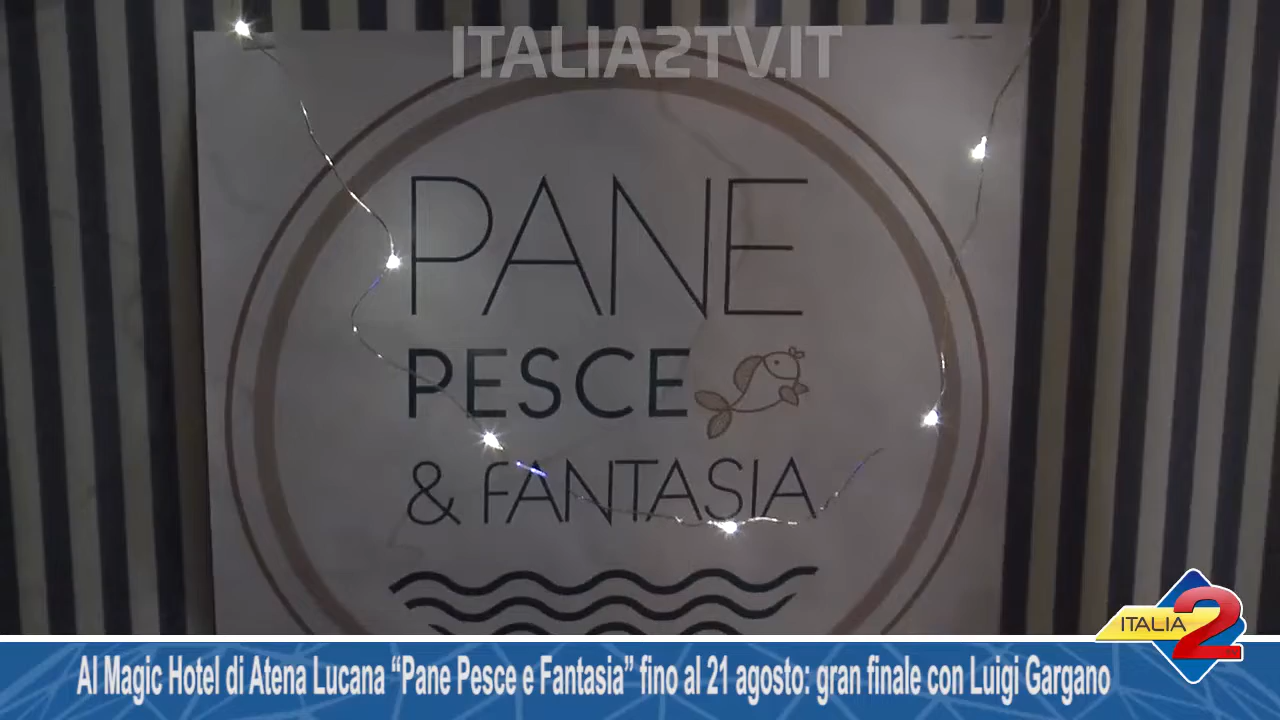 ITALIA2TV.IT
PANE
PESCE
& FANTASIA
ITALIA 2
Al Magic Hotel di Atena Lucana “Pane Pesce e Fantasia” fino al 21 agosto: gran finale con Luigi Gargano